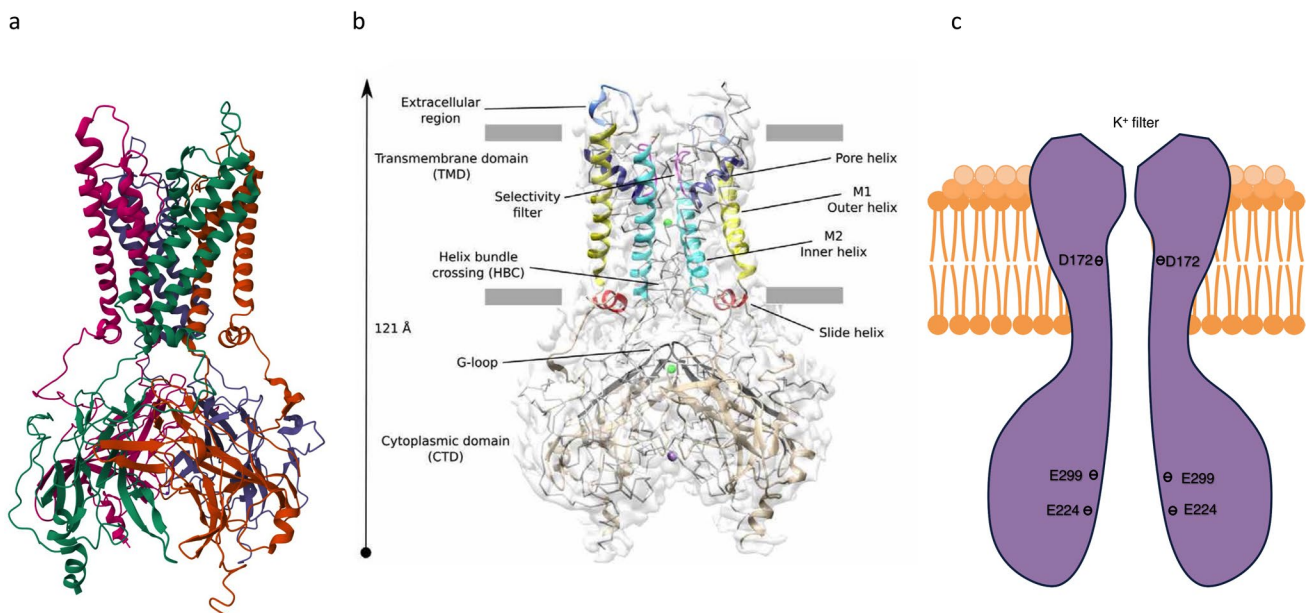 a
b
c
Extracellular
region
Transmembrane domain
(TMD)
Selectivity
filter
Helix bundle
crossing (HBC)
121 Å
G-loop
Cytoplasmic domain
(CTD)
Pore helix
M1
Outer helix
M2
Inner helix
Slide helix
K⁺ filter
D172⊖
⊖D172
E299 ⊖
⊖ E299
E224 ⊖
⊖ E224